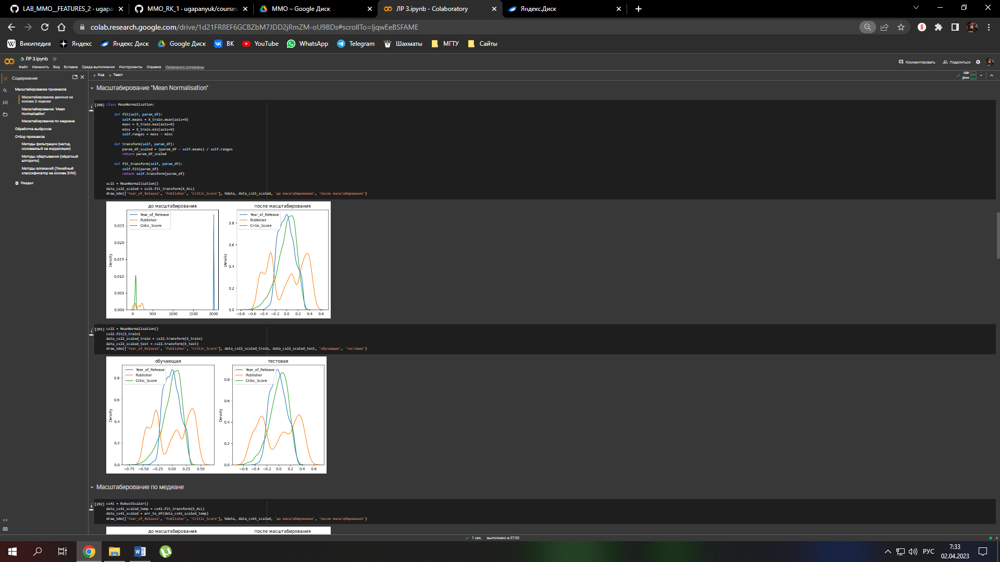 LAB_MMO__FEATURES_2 · ugapan
MMO_RK_1 · ugapanyuk/courses_
MMO – Google Диск
ЛР 3.ipynb - Colaboratory
Яндекс.Диск
colab.research.google.com/drive/1d21FR8EF6GCBZbM7JDD2jRmZM-oU9BDs#scrollTo=IjqwEeBSFAME
Википедия Яндекс Яндекс Диск Google Диск ВК YouTube WhatsApp Telegram Шахматы МГТУ Сайты
ЛР 3.ipynb
Файл Изменить Вид Вставка Среда выполнения Инструменты Справка Изменения сохранены
Комментировать Поделиться
Содержание
+ Код + Текст
ОЗУ
Диск
Масштабирование признаков
Масштабирование данных на
основе Z-оценки
Масштабирование "Mean
Normalisation"
Масштабирование по медиане
Обработка выбросов
Отбор признаков
Методы фильтрации (метод,
основанный на корреляции)
Методы обертывания (обратный
алгоритм)
Методы вложений (Линейный
классификатор на основе SVM)
Раздел
Масштабирование "Mean Normalisation"
[290] class MeanNormalisation:
def fit(self, param_df):
self.means = X_train.mean(axis=0)
maxs = X_train.max(axis=0)
mins = X_train.min(axis=0)
self.ranges = maxs - mins
def transform(self, param_df):
param_df_scaled = (param_df - self.means) / self.ranges
return param_df_scaled
def fit_transform(self, param_df):
self.fit(param_df)
return self.transform(param_df)
sc21 = MeanNormalisation()
data_cs21_scaled = sc21.fit_transform(X_ALL)
draw_kde(['Year_of_Release', 'Publisher', 'Critic_Score'], hdata, data_cs21_scaled, 'до масштабирования', 'после масштабирования')
до масштабирования
Year_of_Release
Publisher
Critic_Score
Density
0.025
0.020
0.015
0.010
0.005
0.000
0 500 1000 1500 2000
после масштабирования
Year_of_Release
Publisher
Critic_Score
Density
0.8
0.6
0.4
0.2
0.0
−0.8 −0.6 −0.4 −0.2 0.0 0.2 0.4 0.6
[291] cs22 = MeanNormalisation()
cs22.fit(X_train)
data_cs22_scaled_train = cs22.transform(X_train)
data_cs22_scaled_test = cs22.transform(X_test)
draw_kde(['Year_of_Release', 'Publisher', 'Critic_Score'], data_cs22_scaled_train, data_cs22_scaled_test, 'обучающая', 'тестовая')
обучающая
Year_of_Release
Publisher
Critic_Score
Density
0.8
0.6
0.4
0.2
0.0
−0.75 −0.50 −0.25 0.00 0.25 0.50
тестовая
Year_of_Release
Publisher
Critic_Score
Density
0.8
0.6
0.4
0.2
0.0
−0.6 −0.4 −0.2 0.0 0.2 0.4 0.6
Масштабирование по медиане
[292] cs41 = RobustScaler()
data_cs41_scaled_temp = cs41.fit_transform(X_ALL)
data_cs41_scaled = arr_to_df(data_cs41_scaled_temp)
draw_kde(['Year_of_Release', 'Publisher', 'Critic_Score'], hdata, data_cs41_scaled, 'до масштабирования', 'после масштабирования')
до масштабирования после масштабирования
1 сек. выполнено в 07:30
РУС
7:33
02.04.2023